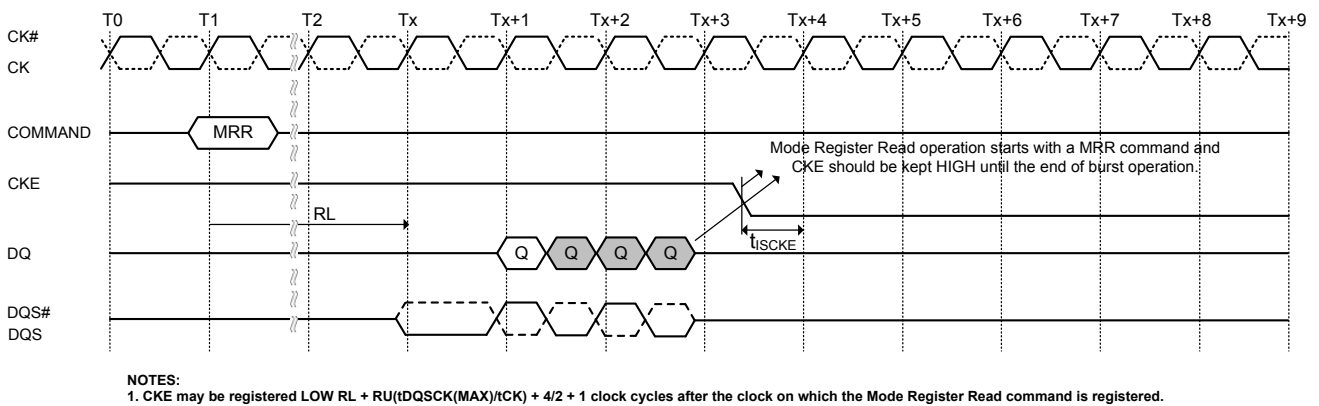 T0 T1 T2 Tx Tx+1 Tx+2 Tx+3 Tx+4 Tx+5 Tx+6 Tx+7 Tx+8 Tx+9
CK#
CK
COMMAND MRR
Mode Register Read operation starts with a MRR command and
CKE should be kept HIGH until the end of burst operation.
CKE
RL
tISCKE
DQ Q Q Q Q
DQS#
DQS
NOTES:
1. CKE may be registered LOW RL + RU(tDQSCK(MAX)/tCK) + 4/2 + 1 clock cycles after the clock on which the Mode Register Read command is registered.